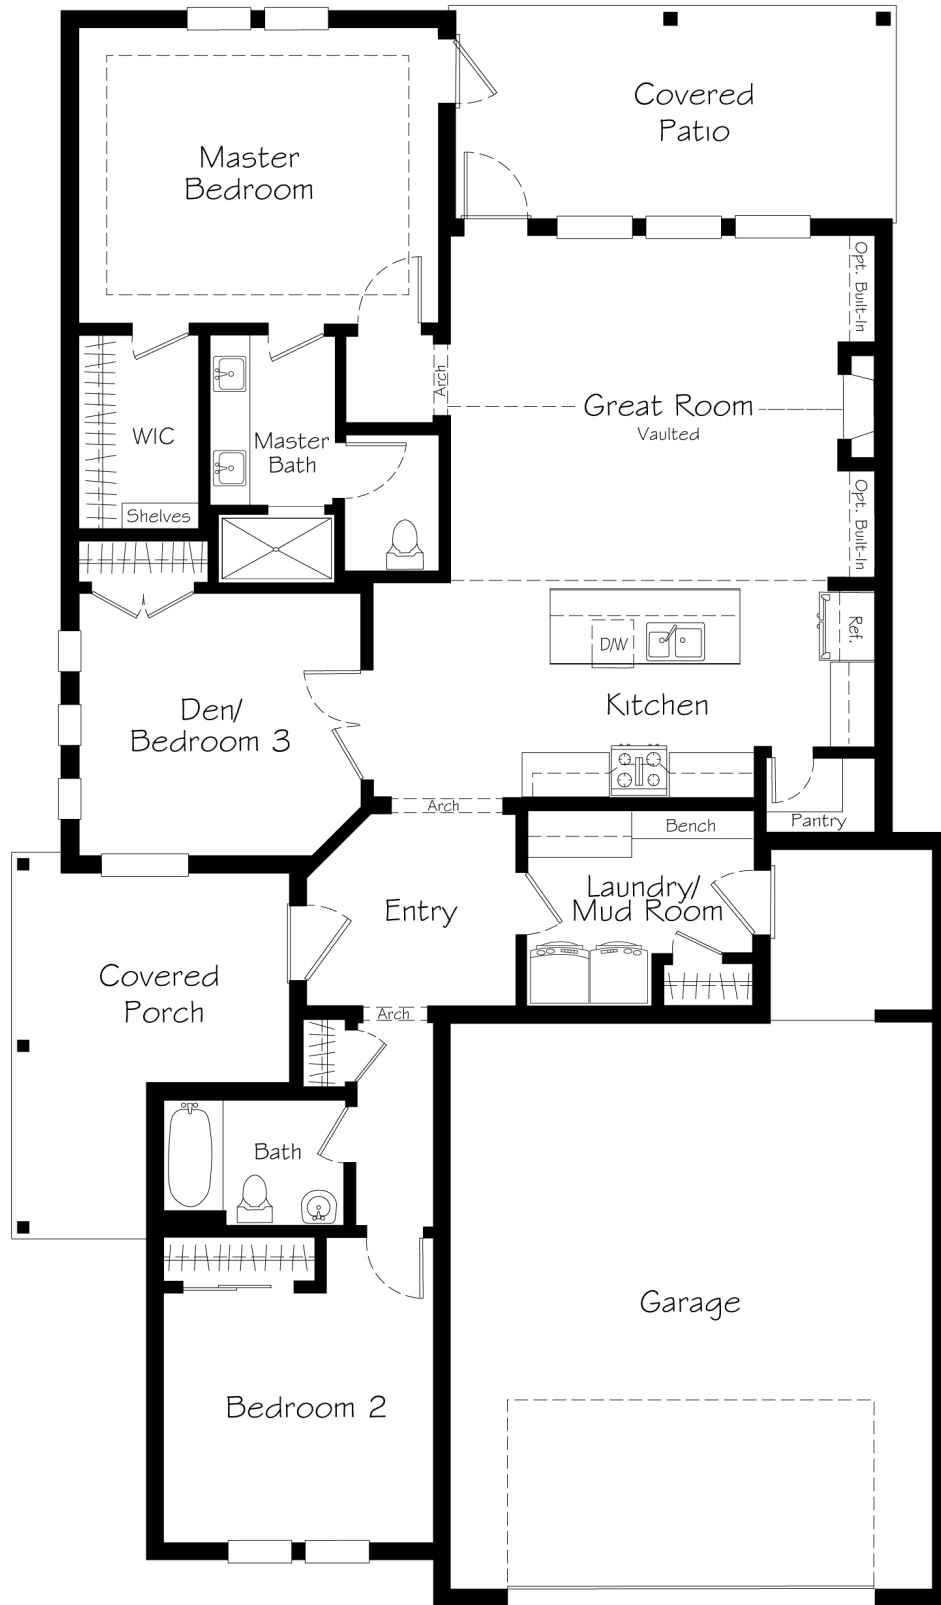 Covered
Patio
Master
Bedroom
Opt. Built-In
Arch
Great Room
Vaulted
WIC
Master
Bath
Shelves
Opt. Built-In
D/W
Ref.
Kitchen
Den/
Bedroom 3
Arch
Bench
Pantry
Laundry/
Mud Room
Entry
Covered
Porch
Arch
Bath
Garage
Bedroom 2